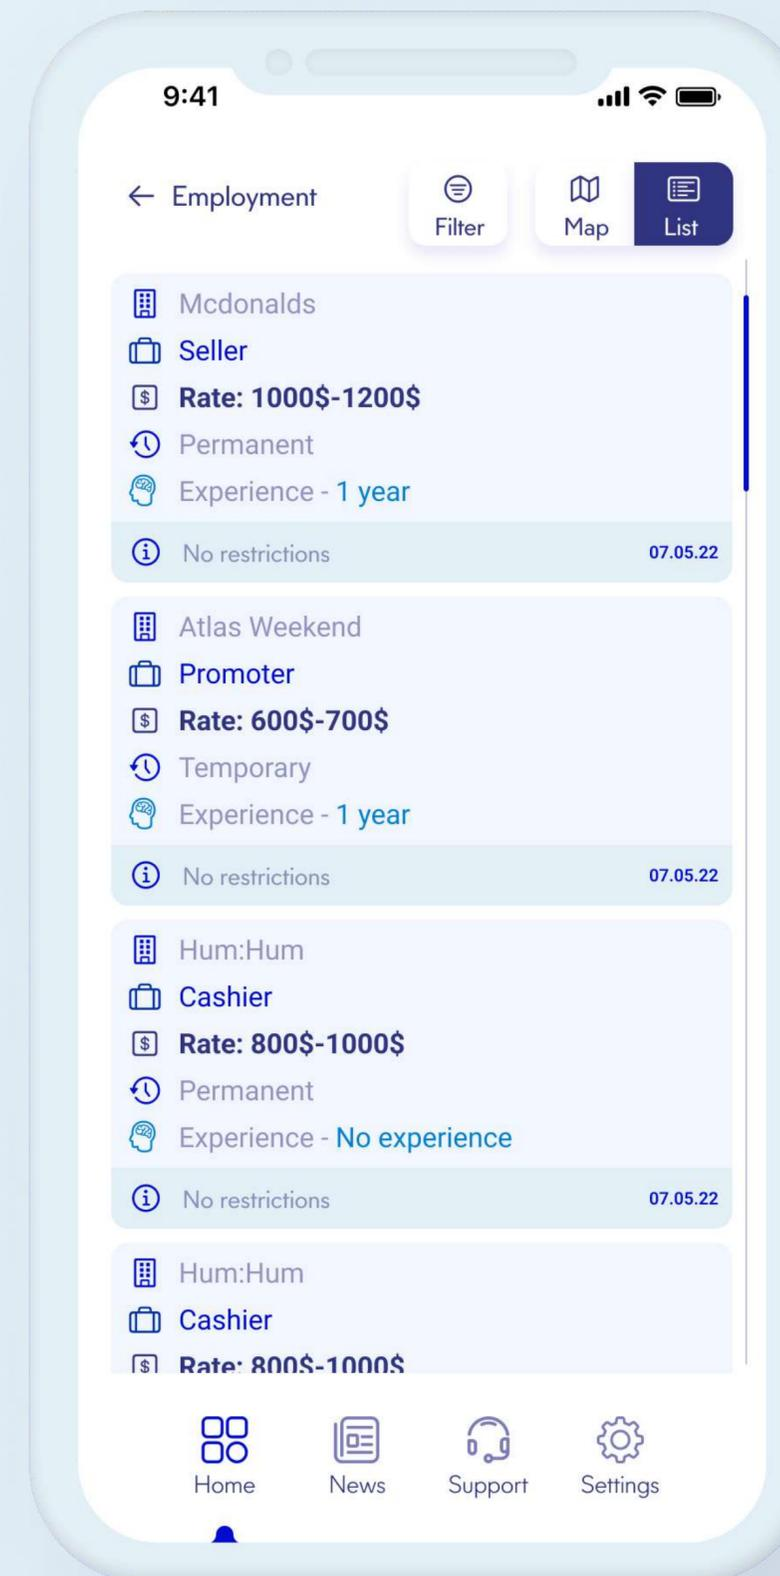 9:41
Employment
Filter
Map
List
Mcdonalds
Seller
Rate: 1000$-1200$
Permanent
Experience - 1 year
No restrictions
07.05.22
Atlas Weekend
Promoter
Rate: 600$-700$
Temporary
Experience - 1 year
No restrictions
07.05.22
Hum:Hum
Cashier
Rate: 800$-1000$
Permanent
Experience - No experience
No restrictions
07.05.22
Hum:Hum
Cashier
Rate: 800$-1000$
Home
News
Support
Settings